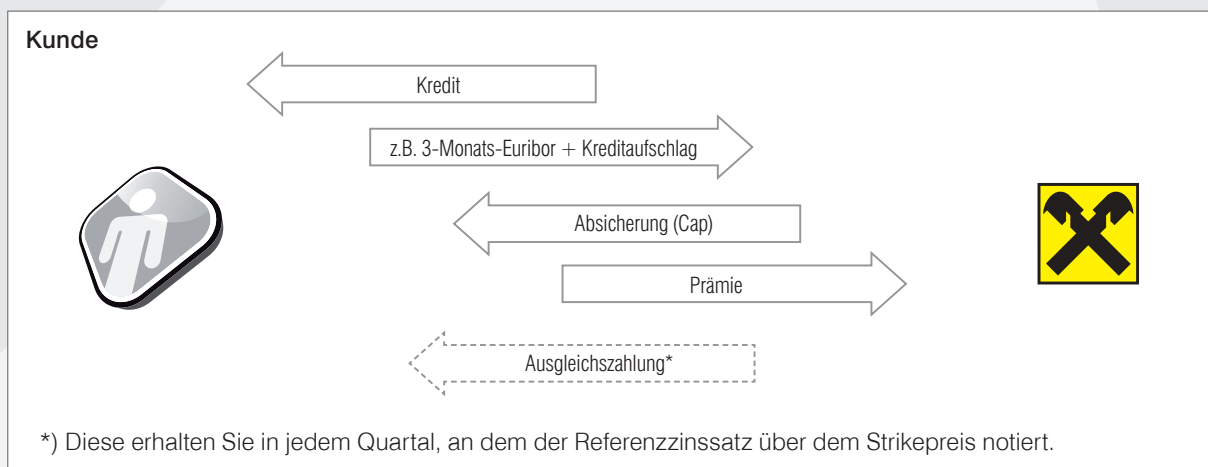 Kunde
Kredit
z.B. 3-Monats-Euribor + Kreditaufschlag
Absicherung (Cap)
Prämie
Ausgleichszahlung*
*) Diese erhalten Sie in jedem Quartal, an dem der Referenzzinssatz über dem Strikepreis notiert.